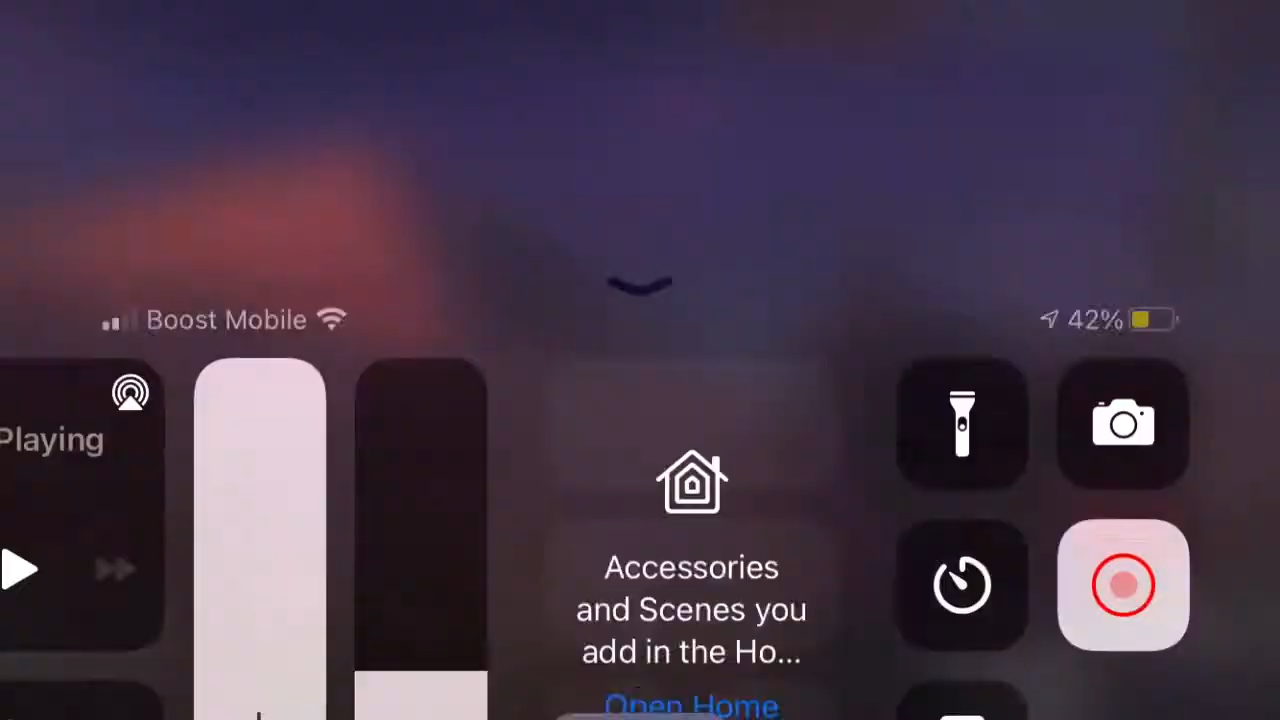 Boost Mobile
42%
Playing
Accessories
and Scenes you
add in the Ho...
Open Home